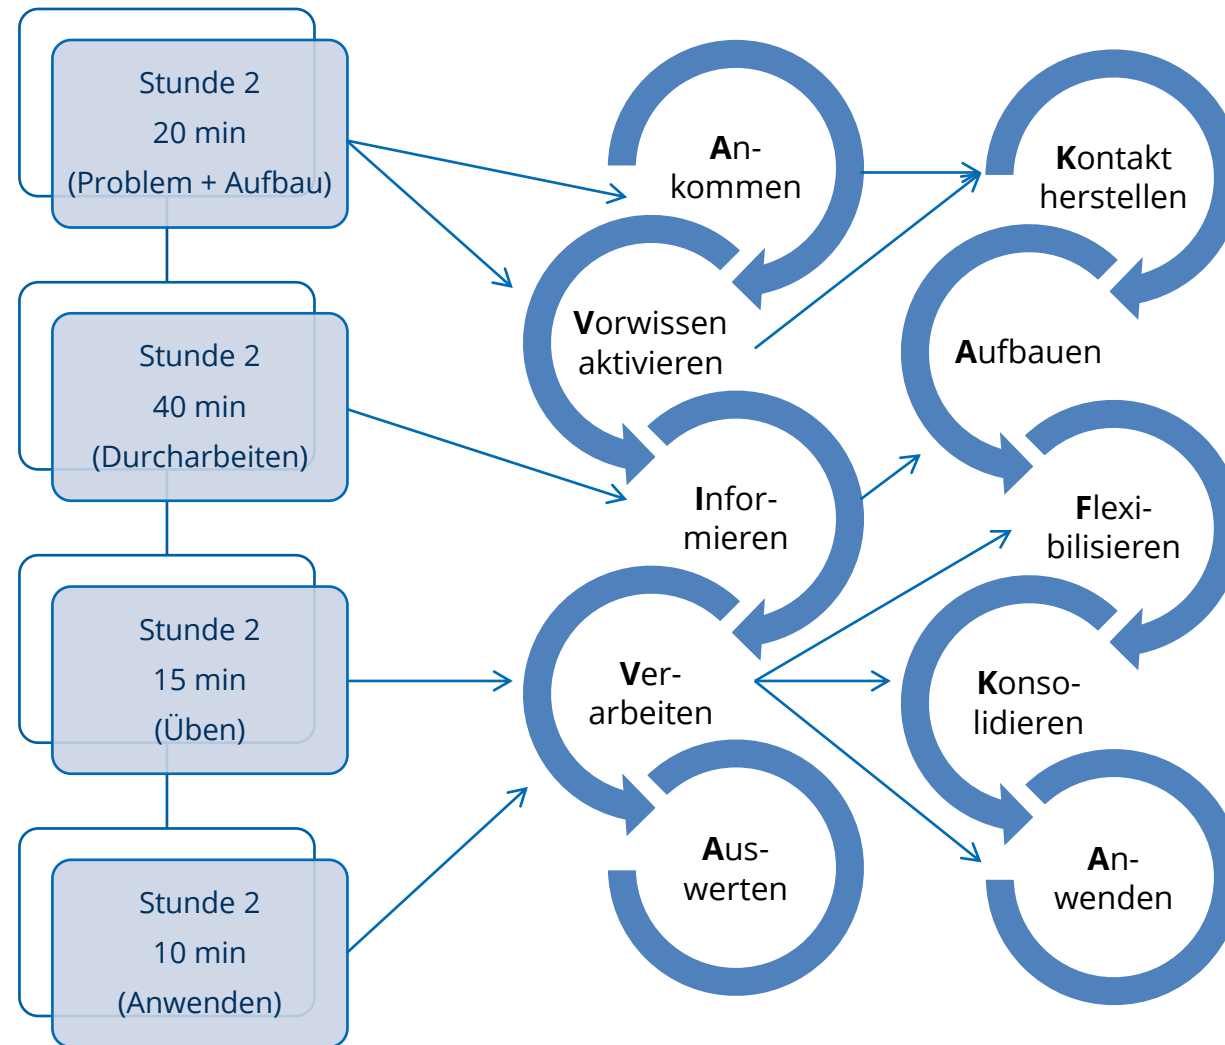 Stunde 2
20 min
(Problem + Aufbau)
Stunde 2
40 min
(Durcharbeiten)
Stunde 2
15 min
(Üben)
Stunde 2
10 min
(Anwenden)
An-
kommen
Vorwissen
aktivieren
Infor-
mieren
Ver-
arbeiten
Aus-
werten
Kontakt
herstellen
Aufbauen
Flexi-
bilisieren
Konso-
lidieren
An-
wenden